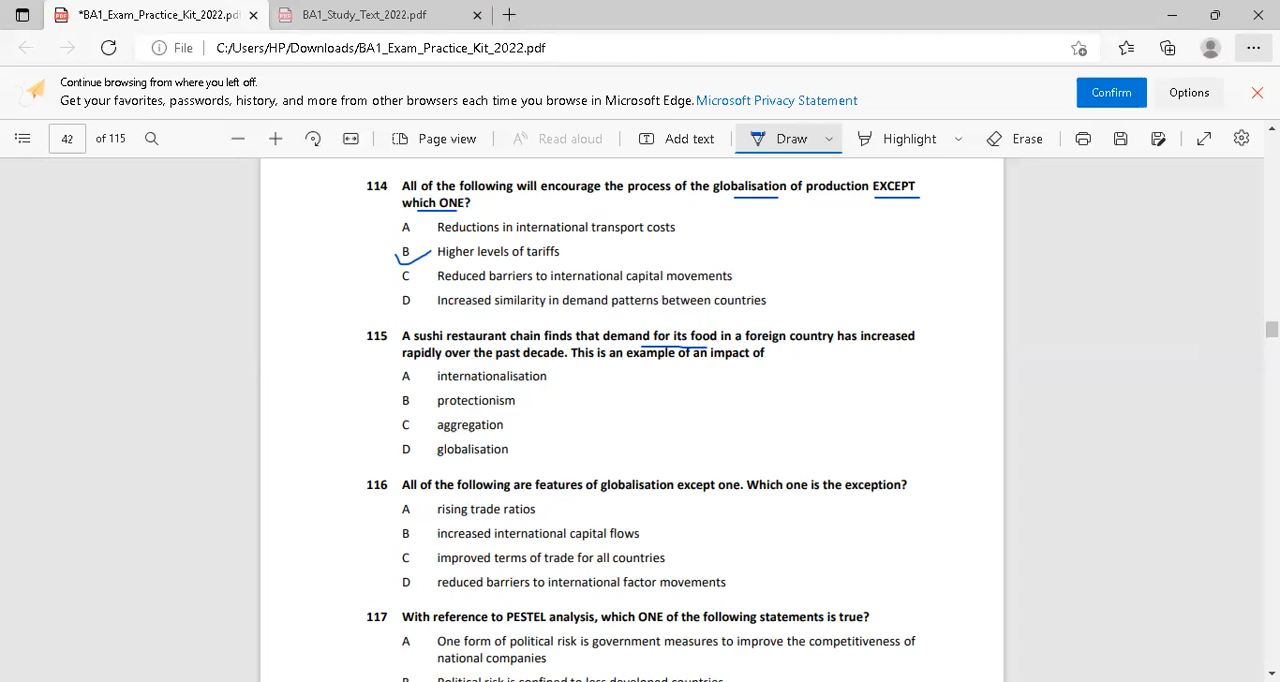 *BA1_Exam_Practice_Kit_2022.pdf
BA1_Study_Text_2022.pdf
File C:/Users/HP/Downloads/BA1_Exam_Practice_Kit_2022.pdf
Continue browsing from where you left off.
Get your favorites, passwords, history, and more from other browsers each time you browse in Microsoft Edge. Microsoft Privacy Statement
Confirm
Options
42 of 115
Page view
Read aloud
Add text
Draw
Highlight
Erase
114 All of the following will encourage the process of the globalisation of production EXCEPT
which ONE?
A Reductions in international transport costs
B Higher levels of tariffs
C Reduced barriers to international capital movements
D Increased similarity in demand patterns between countries
115 A sushi restaurant chain finds that demand for its food in a foreign country has increased
rapidly over the past decade. This is an example of an impact of
A internationalisation
B protectionism
C aggregation
D globalisation
116 All of the following are features of globalisation except one. Which one is the exception?
A rising trade ratios
B increased international capital flows
C improved terms of trade for all countries
D reduced barriers to international factor movements
117 With reference to PESTEL analysis, which ONE of the following statements is true?
A One form of political risk is government measures to improve the competitiveness of
national companies
B Political risk is confined to less developed countries